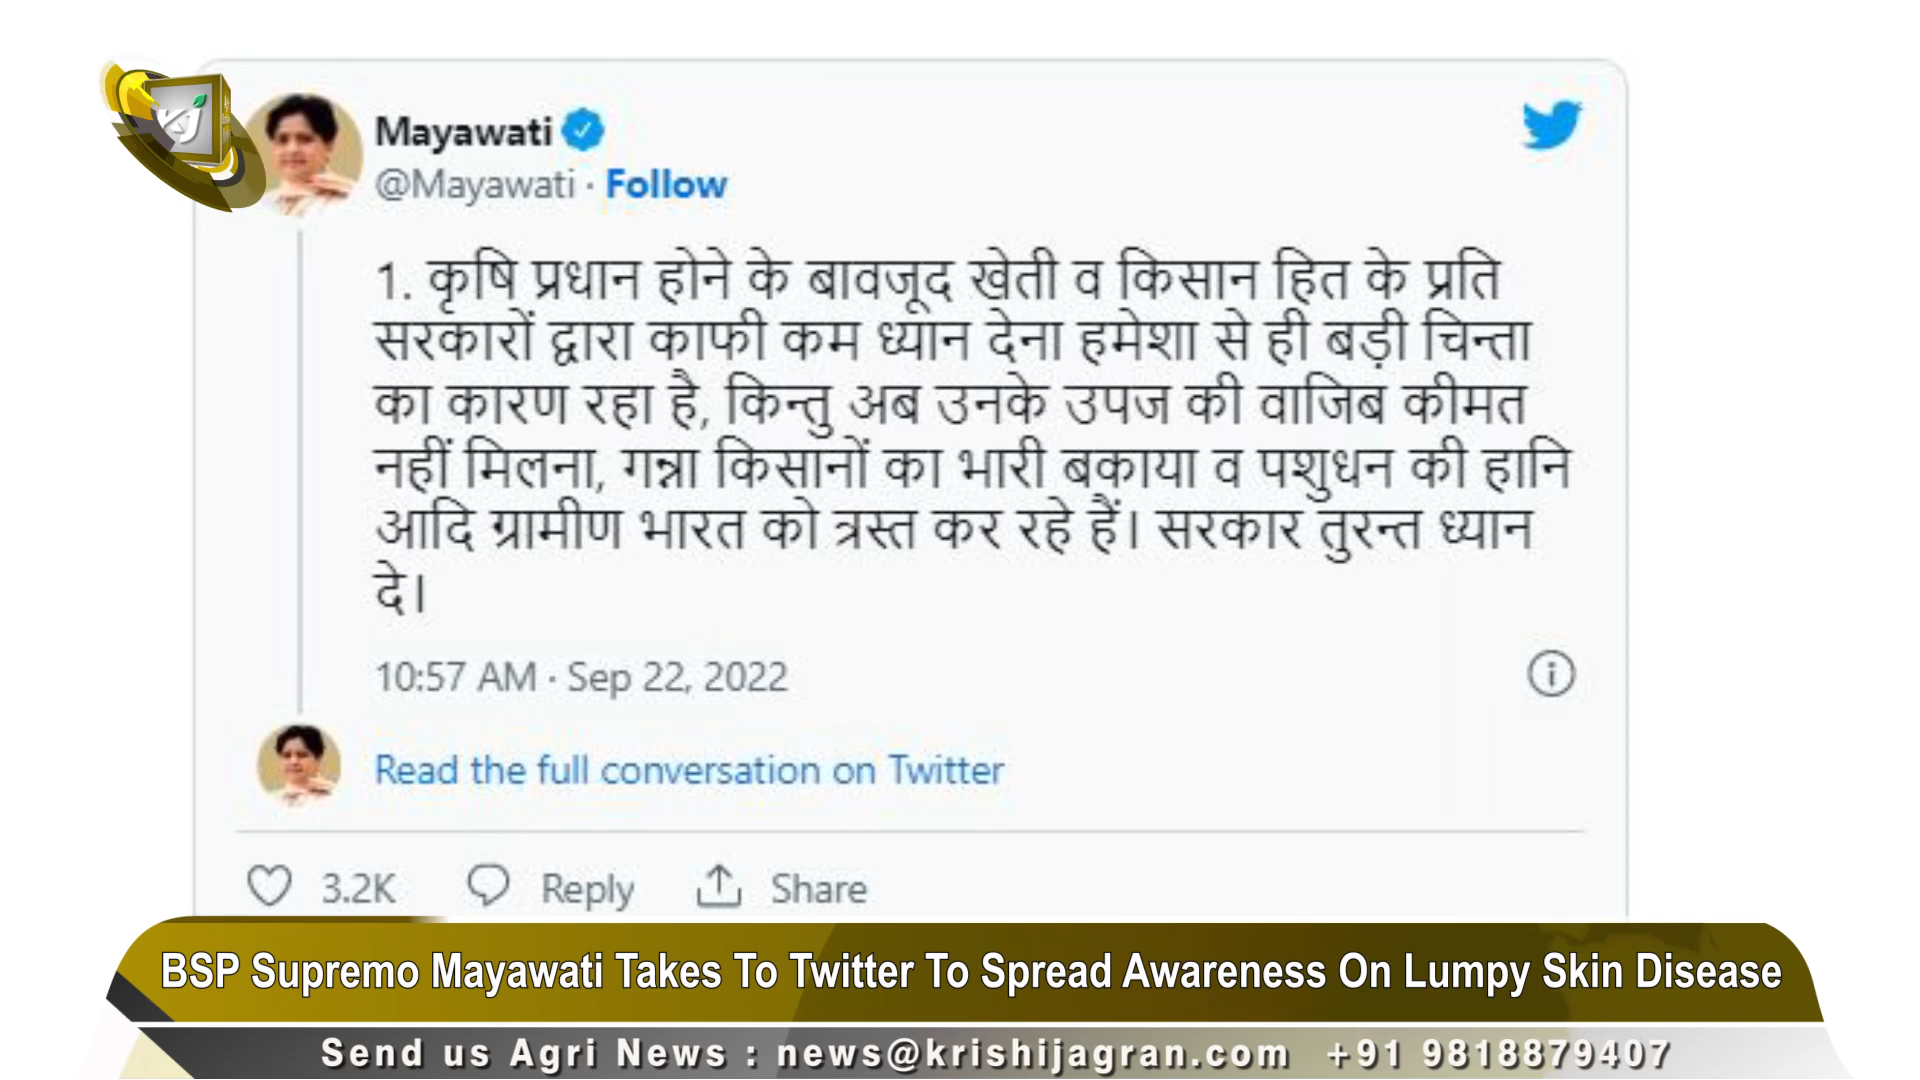 KJ
Mayawati
@Mayawati · Follow
1. कृषि प्रधान होने के बावजूद खेती व किसान हित के प्रति
सरकारों द्वारा काफी कम ध्यान देना हमेशा से ही बड़ी चिन्ता
का कारण रहा है, किन्तु अब उनके उपज की वाजिब कीमत
नहीं मिलना, गन्ना किसानों का भारी बकाया व पशुधन की हानि
आदि ग्रामीण भारत को त्रस्त कर रहे हैं। सरकार तुरन्त ध्यान
दे।
10:57 AM · Sep 22, 2022
Read the full conversation on Twitter
3.2K Reply Share
BSP Supremo Mayawati Takes To Twitter To Spread Awareness On Lumpy Skin Disease
Send us Agri News : news@krishijagran.com +91 9818879407